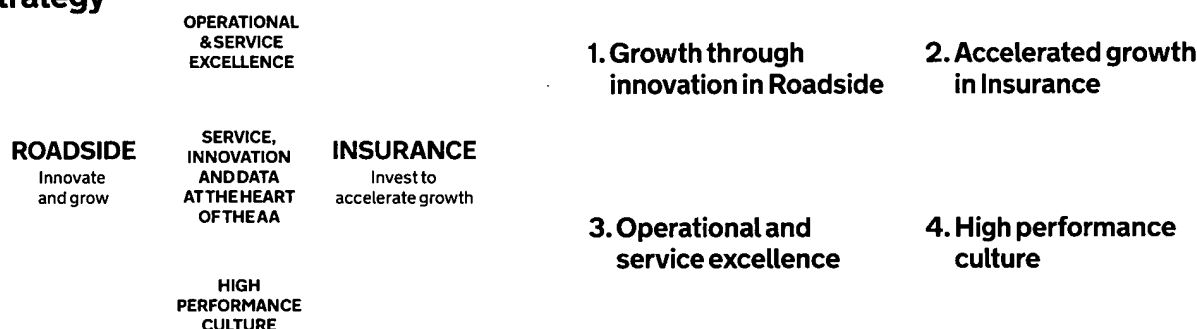 OPERATIONAL
& SERVICE
EXCELLENCE
ROADSIDE
Innovate
and grow
SERVICE,
INNOVATION
AND DATA
AT THE HEART
OF THE AA
INSURANCE
Invest to
accelerate growth
HIGH
PERFORMANCE
CULTURE
1. Growth through
innovation in Roadside
2. Accelerated growth
in Insurance
3. Operational and
service excellence
4. High performance
culture